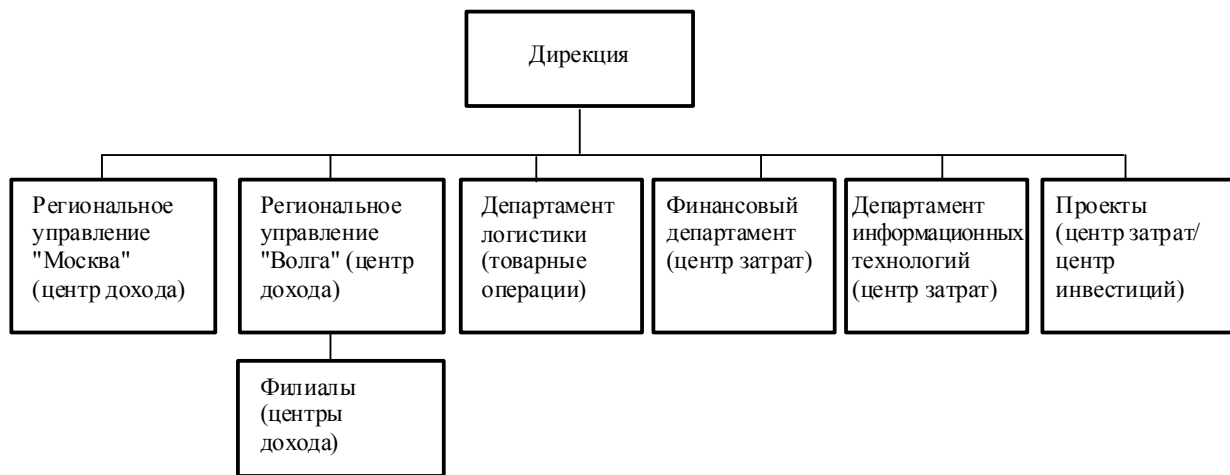 Дирекция
Региональное
управление
"Москва"
(центр дохода)
Региональное
управление
"Волга" (центр
дохода)
Департамент
логистики
(товарные
операции)
Финансовый
департамент
(центр затрат)
Департамент
информационных
технологий
(центр затрат)
Проекты
(центр затрат/
центр
инвестиций)
Филиалы
(центры
дохода)